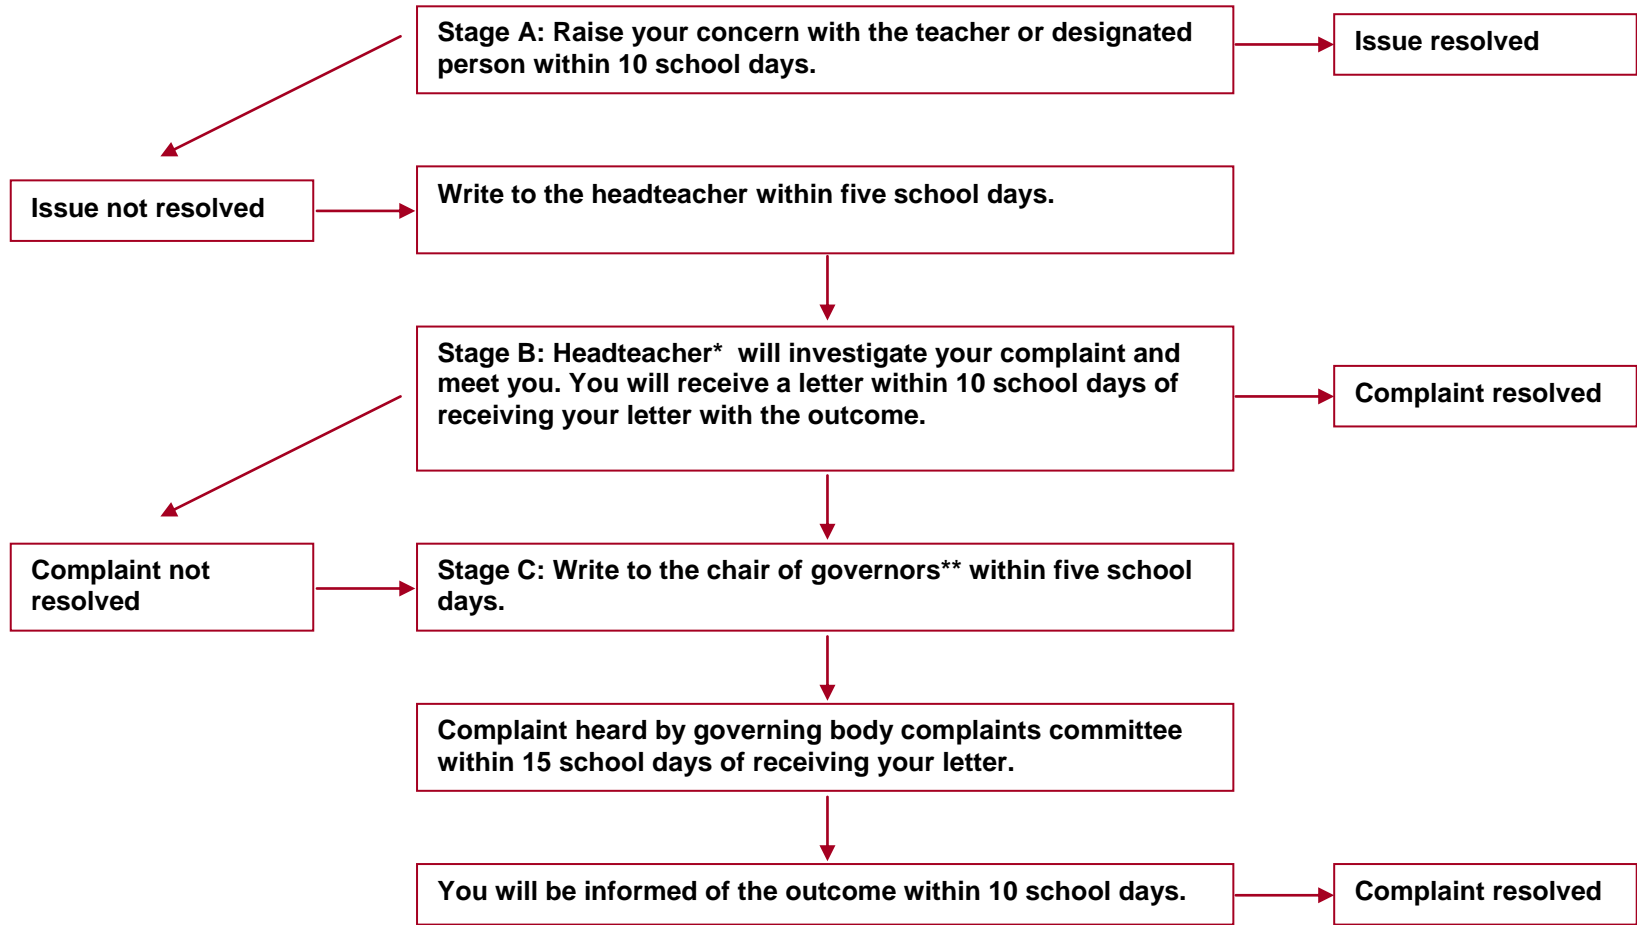 Stage A: Raise your concern with the teacher or designated
person within 10 school days.
Issue resolved
Issue not resolved
Write to the headteacher within five school days.
Stage B: Headteacher*  will investigate your complaint and
meet you. You will receive a letter within 10 school days of
receiving your letter with the outcome.
Complaint resolved
Complaint not
resolved
Stage C: Write to the chair of governors** within five school
days.
Complaint heard by governing body complaints committee
within 15 school days of receiving your letter.
You will be informed of the outcome within 10 school days.
Complaint resolved